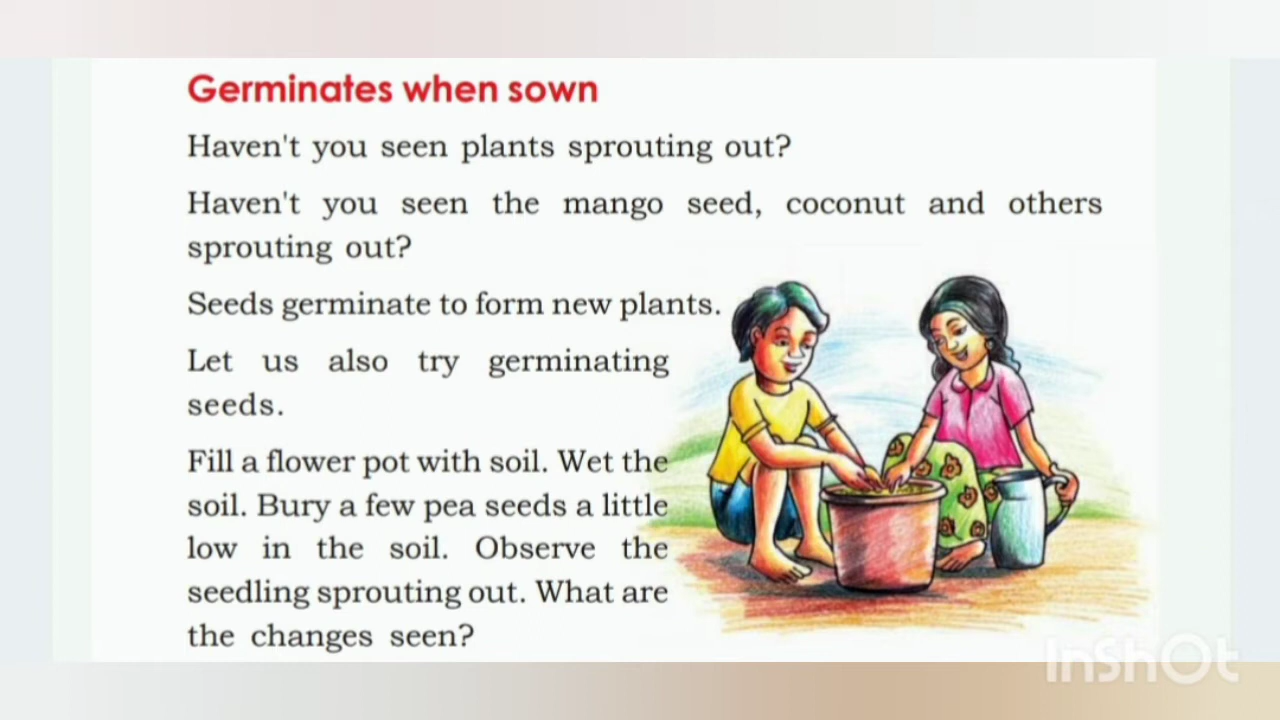 Germinates when sown
Haven't you seen plants sprouting out?
Haven't you seen the mango seed, coconut and others
sprouting out?
Seeds germinate to form new plants.
Let us also try germinating
seeds.
Fill a flower pot with soil. Wet the
soil. Bury a few pea seeds a little
low in the soil. Observe the
seedling sprouting out. What are
the changes seen?
InShOt